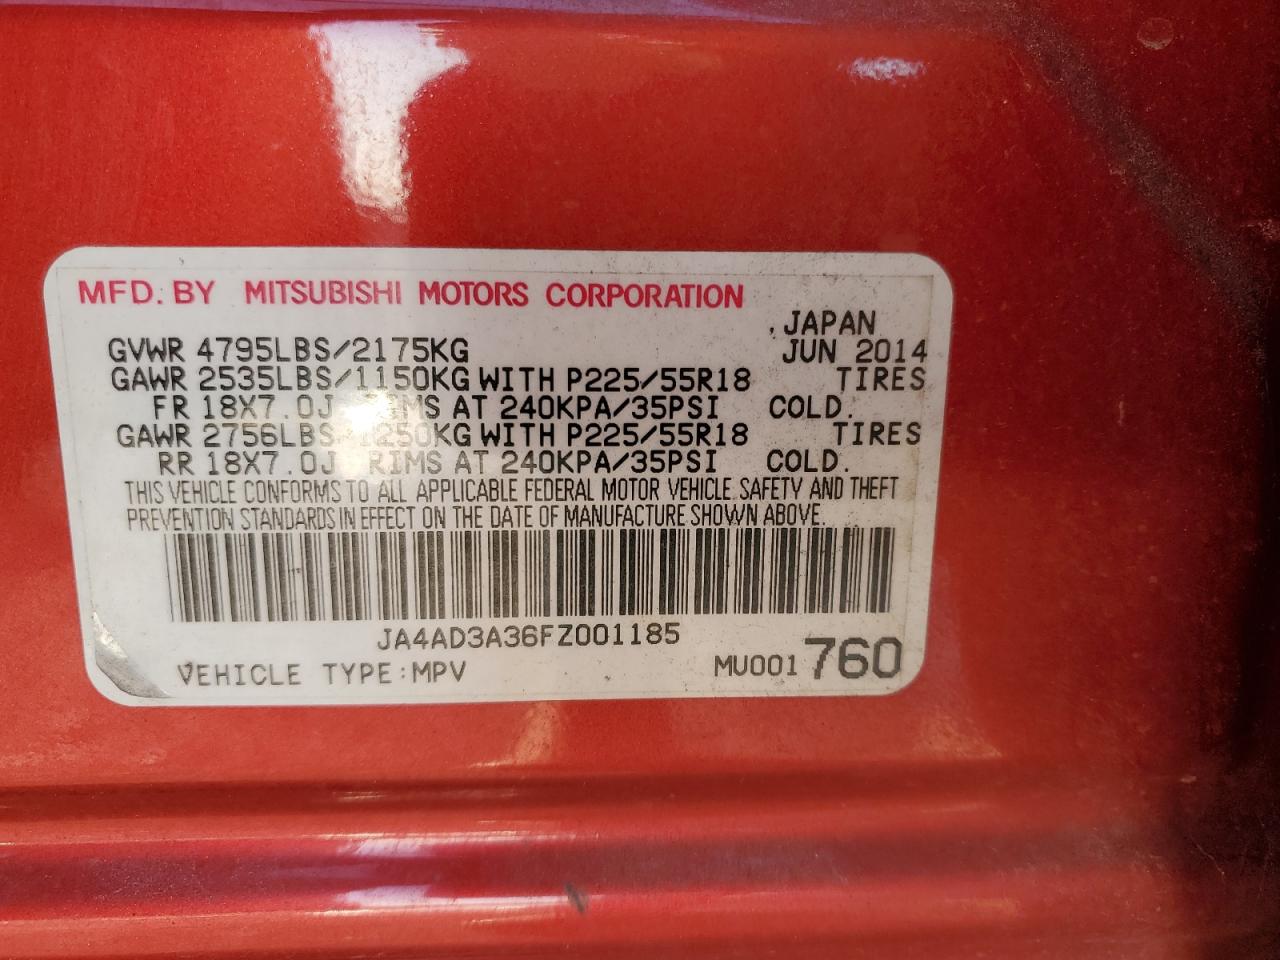 MFD. BY MITSUBISHI MOTORS CORPORATION
JAPAN
GVWR 4795LBS/2175KG JUN 2014
GAWR 2535LBS/1150KG WITH P225/55R18 TIRES
FR 18X7.0J RIMS AT 240KPA/35PSI COLD.
GAWR 2756LBS/1250KG WITH P225/55R18 TIRES
RR 18X7.0J RIMS AT 240KPA/35PSI COLD.
THIS VEHICLE CONFORMS TO ALL APPLICABLE FEDERAL MOTOR VEHICLE SAFETY AND THEFT
PREVENTION STANDARDS IN EFFECT ON THE DATE OF MANUFACTURE SHOWN ABOVE.
JA4AD3A36FZ001185
VEHICLE TYPE:MPV MU001760